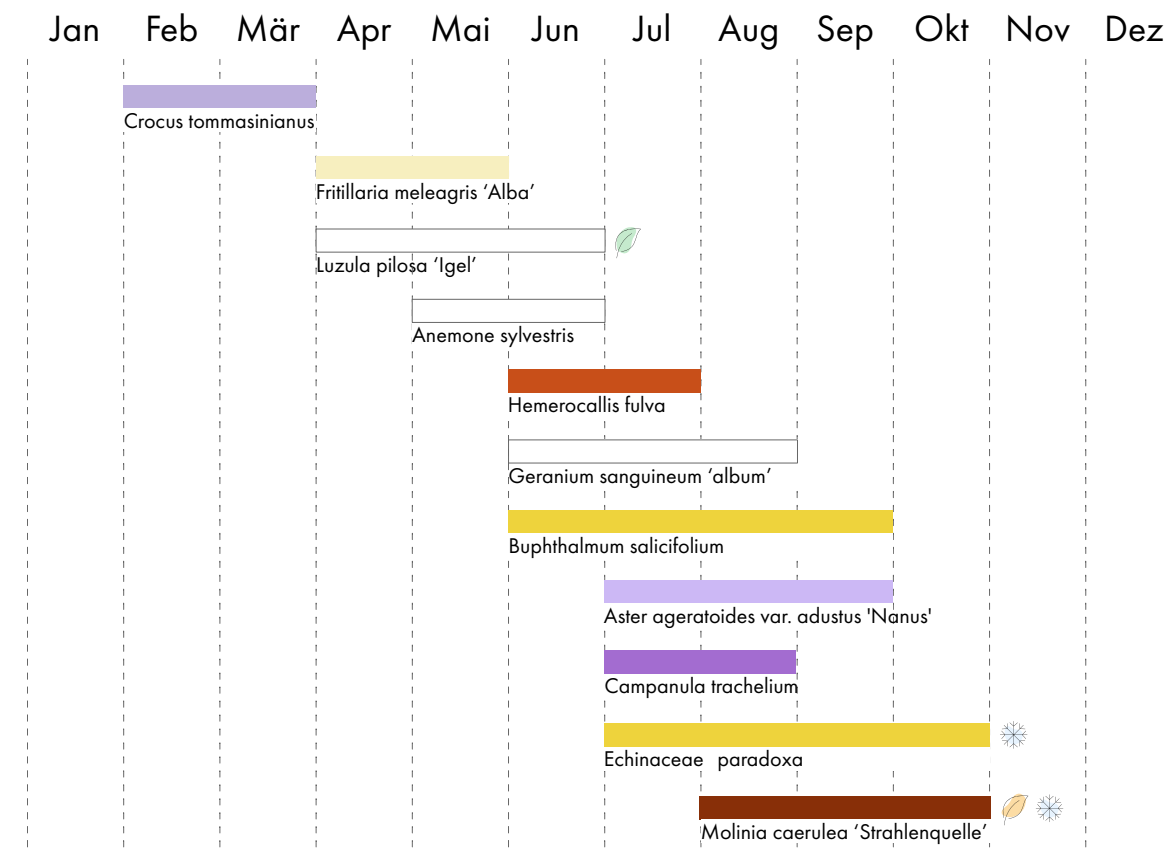 Jan Feb Mär Apr Mai Jun Jul Aug Sep Okt Nov Dez
Crocus tommasinianus
Fritillaria meleagris ‘Alba’
Luzula pilosa ‘Igel’
Anemone sylvestris
Hemerocallis fulva
Geranium sanguineum ‘album’
Buphthalmum salicifolium
Aster ageratoides var. adustus 'Nanus'
Campanula trachelium
Echinaceae paradoxa
Molinia caerulea ‘Strahlenquelle’